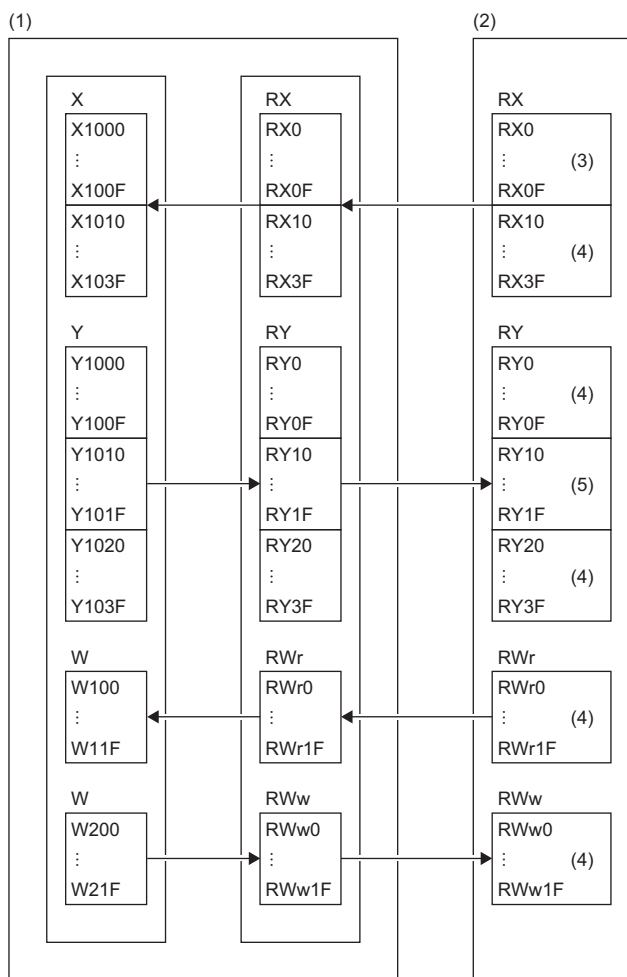 (1) (2)
X RX RX
X1000 RX0 RX0
⋮ ⋮ ⋮ (3)
X100F RX0F RX0F
X1010 RX10 RX10
⋮ ⋮ ⋮ (4)
X103F RX3F RX3F
Y RY RY
Y1000 RY0 RY0
⋮ ⋮ ⋮ (4)
Y100F RY0F RY0F
Y1010 RY10 RY10
⋮ ⋮ ⋮ (5)
Y101F RY1F RY1F
Y1020 RY20 RY20
⋮ ⋮ ⋮ (4)
Y103F RY3F RY3F
W RWr RWr
W100 RWr0 RWr0
⋮ ⋮ ⋮ (4)
W11F RWr1F RWr1F
W RWw RWw
W200 RWw0 RWw0
⋮ ⋮ ⋮ (4)
W21F RWw1F RWw1F